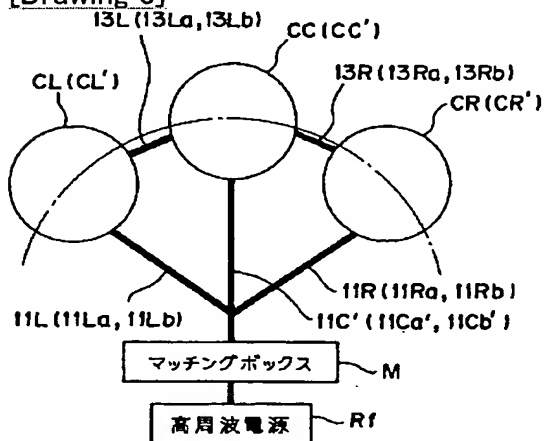 [Drawing 6]
13L(13La,13Lb)
CC(CC')
13R(13Ra,13Rb)
CL(CL')
CR(CR')
11R(11Ra,11Rb)
11L(11La,11Lb)
11C'(11Ca',11Cb')
マッチングボックス
M
高周波電源
Rf